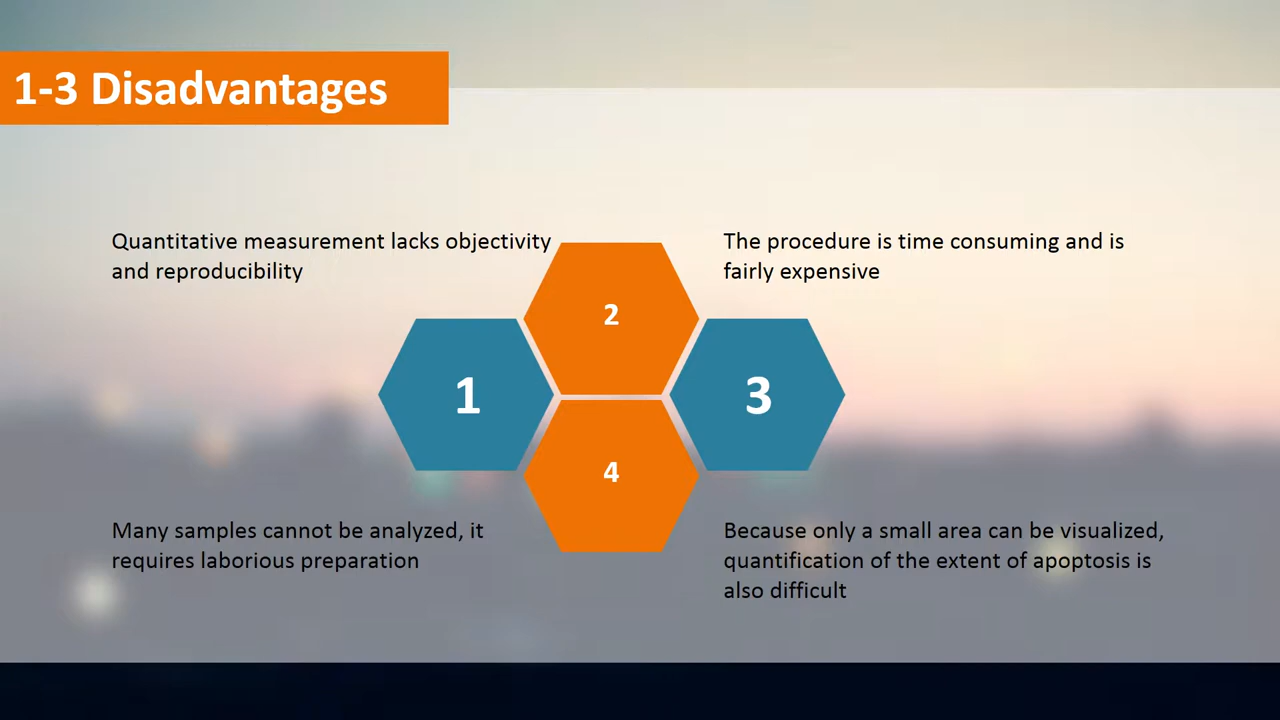 1-3 Disadvantages
Quantitative measurement lacks objectivity
and reproducibility
The procedure is time consuming and is
fairly expensive
2
1
3
4
Many samples cannot be analyzed, it
requires laborious preparation
Because only a small area can be visualized,
quantification of the extent of apoptosis is
also difficult